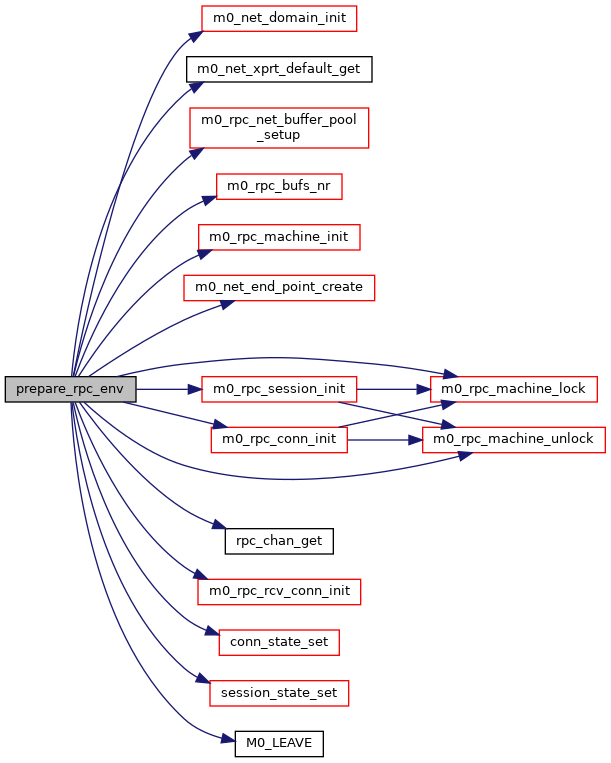 m0_net_domain_init
m0_net_xprt_default_get
m0_rpc_net_buffer_pool
_setup
m0_rpc_bufs_nr
m0_rpc_machine_init
m0_net_end_point_create
prepare_rpc_env
m0_rpc_session_init
m0_rpc_machine_lock
m0_rpc_conn_init
m0_rpc_machine_unlock
rpc_chan_get
m0_rpc_rcv_conn_init
conn_state_set
session_state_set
M0_LEAVE